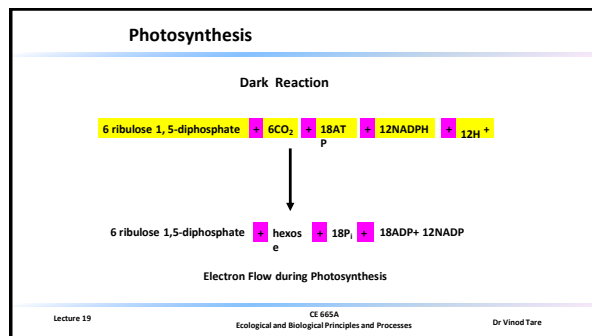 Photosynthesis
Dark Reaction
6 ribulose 1, 5-diphosphate + 6CO₂ + 18AT + 12NADPH + 12H +
P
6 ribulose 1,5-diphosphate + hexos + 18Pᵢ + 18ADP+ 12NADP
e
Electron Flow during Photosynthesis
Lecture 19
CE 665A
Ecological and Biological Principles and Processes
Dr Vinod Tare